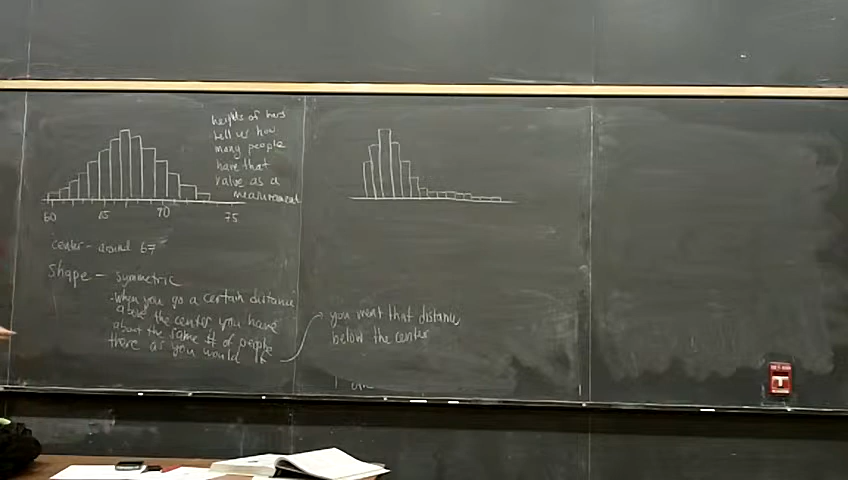 heights of bars
tell us how
many people
have that
value as a
measurement
60 65 70 75
center - around 67
shape - symmetric
- when you go a certain distance
above the center you have
about the same # of people
there as you would if
you went that distance
below the center